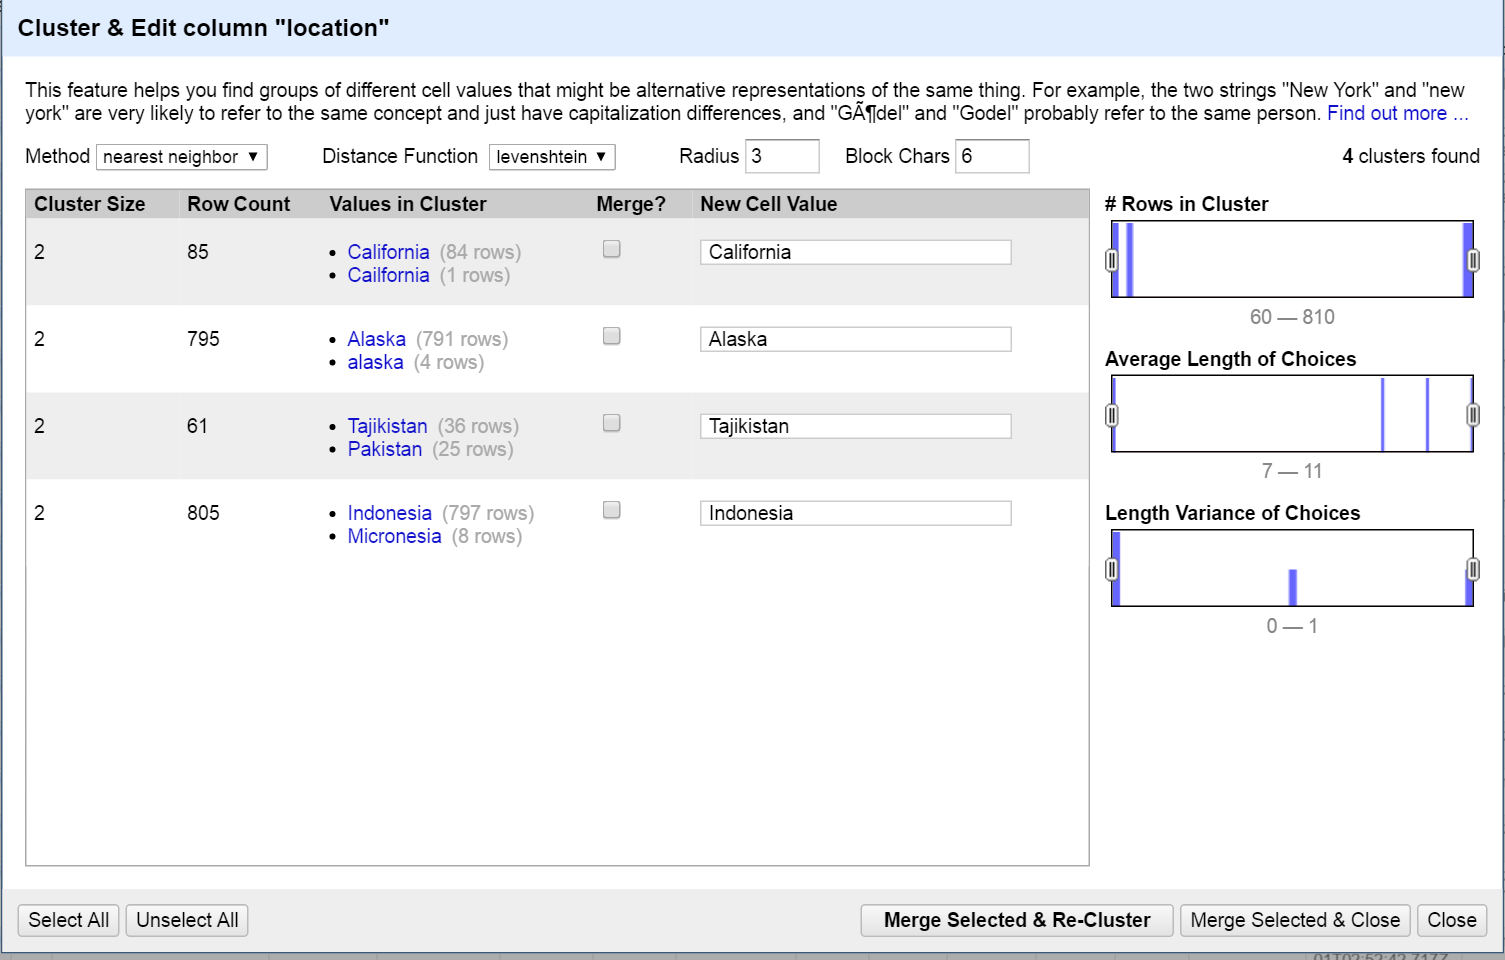 Cluster & Edit column "location"
This feature helps you find groups of different cell values that might be alternative representations of the same thing. For example, the two strings "New York" and "new
york" are very likely to refer to the same concept and just have capitalization differences, and "GÃ¶del" and "Godel" probably refer to the same person. Find out more ...
Method nearest neighbor ▼ Distance Function levenshtein ▼ Radius 3 Block Chars 6 4 clusters found
Cluster Size Row Count Values in Cluster Merge? New Cell Value
2 85 • California (84 rows) California
• Cailfornia (1 rows)
2 795 • Alaska (791 rows) Alaska
• alaska (4 rows)
2 61 • Tajikistan (36 rows) Tajikistan
• Pakistan (25 rows)
2 805 • Indonesia (797 rows) Indonesia
• Micronesia (8 rows)
# Rows in Cluster
60 — 810
Average Length of Choices
7 — 11
Length Variance of Choices
0 — 1
Select All Unselect All Merge Selected & Re-Cluster Merge Selected & Close Close